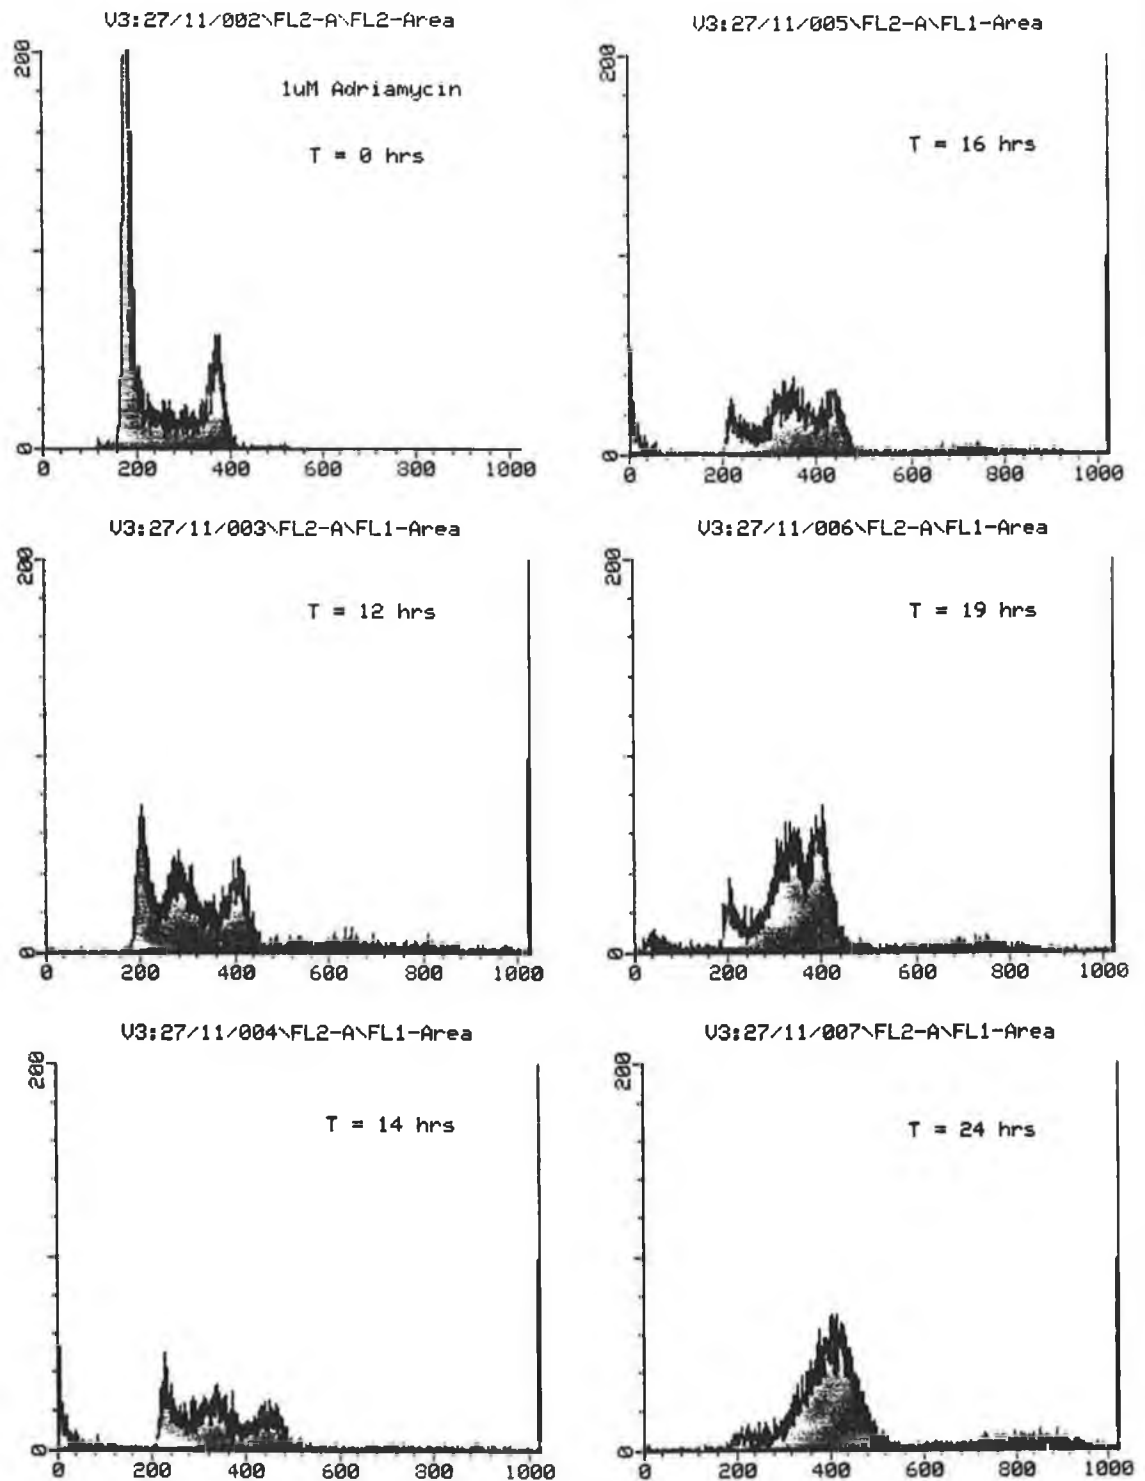 V3:27/11/002\FL2-A\FL2-Area
200
1uM Adriamycin
T = 0 hrs
0
0 200 400 600 800 1000
V3:27/11/005\FL2-A\FL1-Area
200
T = 16 hrs
0
0 200 400 600 800 1000
V3:27/11/003\FL2-A\FL1-Area
200
T = 12 hrs
0
0 200 400 600 800 1000
V3:27/11/006\FL2-A\FL1-Area
200
T = 19 hrs
0
0 200 400 600 800 1000
V3:27/11/004\FL2-A\FL1-Area
200
T = 14 hrs
0
0 200 400 600 800 1000
V3:27/11/007\FL2-A\FL1-Area
200
T = 24 hrs
0
0 200 400 600 800 1000